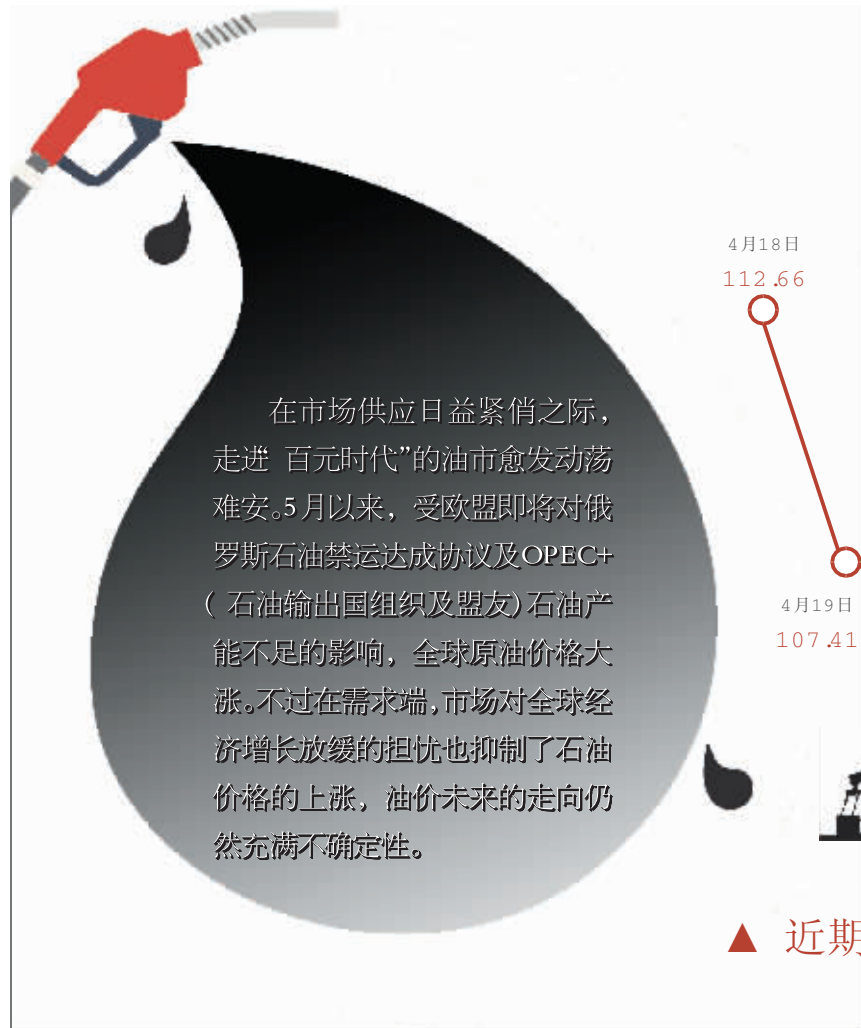 在市场供应日益紧俏之际，
走进“百元时代”的油市愈发动荡
难安。5月以来，受欧盟即将对俄
罗斯石油禁运达成协议及OPEC+
（石油输出国组织及盟友）石油产
能不足的影响，全球原油价格大
涨。不过在需求端，市场对全球经
济增长放缓的担忧也抑制了石油
价格的上涨，油价未来的走向仍
然充满不确定性。
4月18日
112.66
4月19日
107.41
▲ 近期